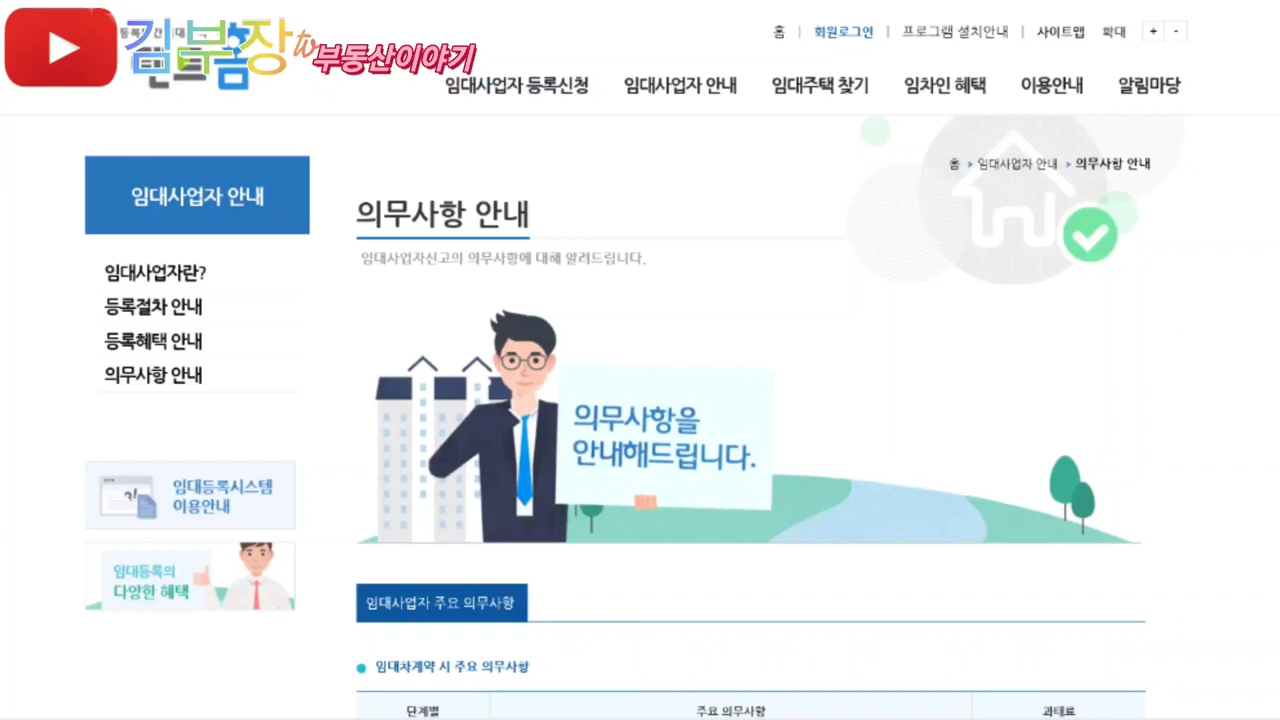 김부장tv
부동산이야기
홈 | 회원로그인 | 프로그램 설치안내 | 사이트맵 확대 + -
임대사업자 등록신청 임대사업자 안내 임대주택 찾기 임차인 혜택 이용안내 알림마당
홈 » 임대사업자 안내 » 의무사항 안내
임대사업자 안내
임대사업자란?
등록절차 안내
등록혜택 안내
의무사항 안내
임대등록시스템
이용안내
임대등록의
다양한 혜택
의무사항 안내
임대사업자신고의 의무사항에 대해 알려드립니다.
의무사항을
안내해드립니다.
임대사업자 주요 의무사항
임대차계약 시 주요 의무사항
단계별 주요 의무사항 과태료